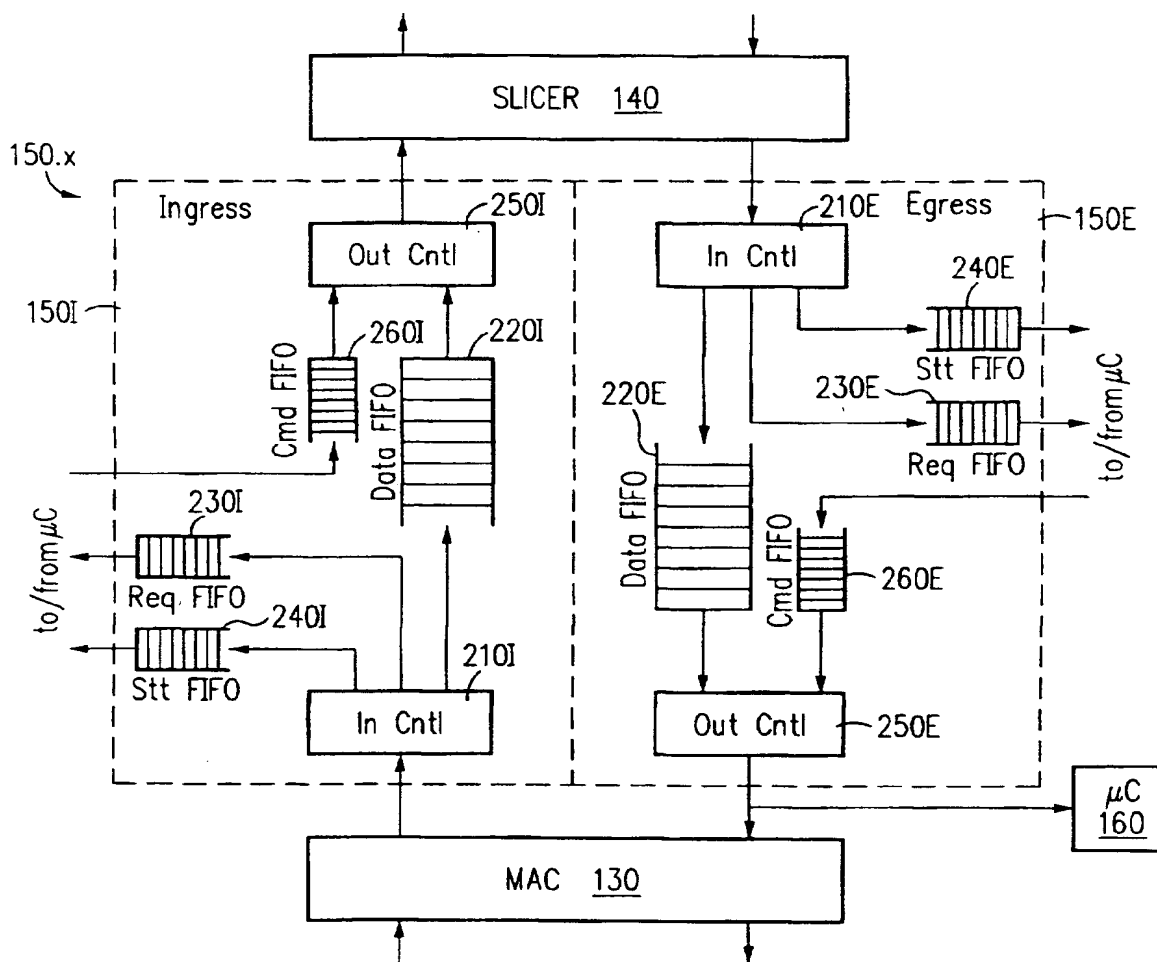 SLICER 140
150.x
Ingress
250I
210E
Egress
150E
Out Cntl
In Cntl
240E
150I
260I
220I
Stt FIFO
Cmd FIFO
Data FIFO
220E
230E
to/from µC
Req FIFO
230I
Data FIFO
Cmd FIFO
260E
to/from µC
Req. FIFO
240I
210I
Stt FIFO
In Cntl
Out Cntl
250E
µC
160
MAC 130